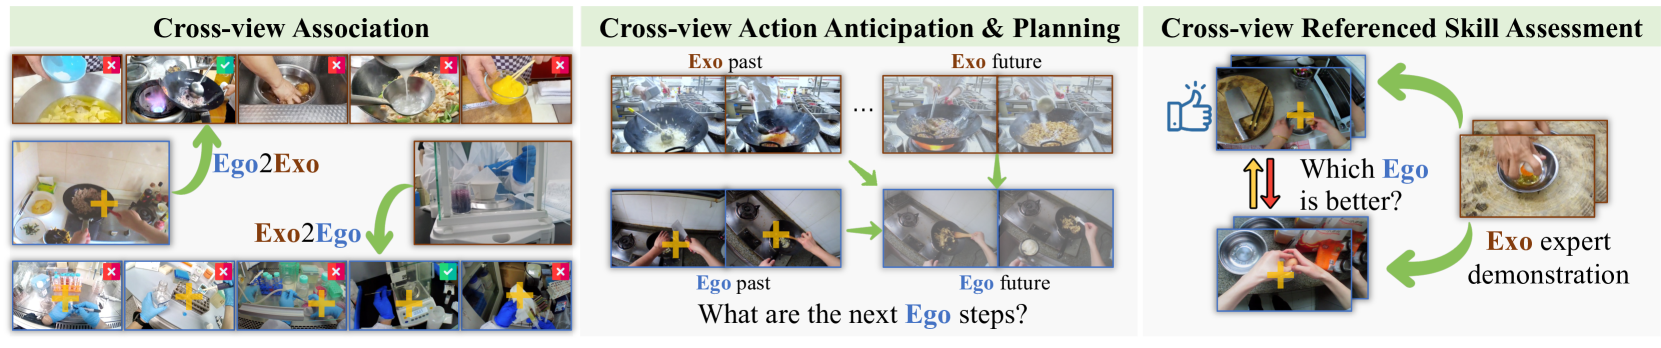 Cross-view Association
Ego2Exo
Exo2Ego
Cross-view Action Anticipation & Planning
Exo past
Exo future
...
Ego past
Ego future
What are the next Ego steps?
Cross-view Referenced Skill Assessment
Which Ego
is better?
Exo expert
demonstration